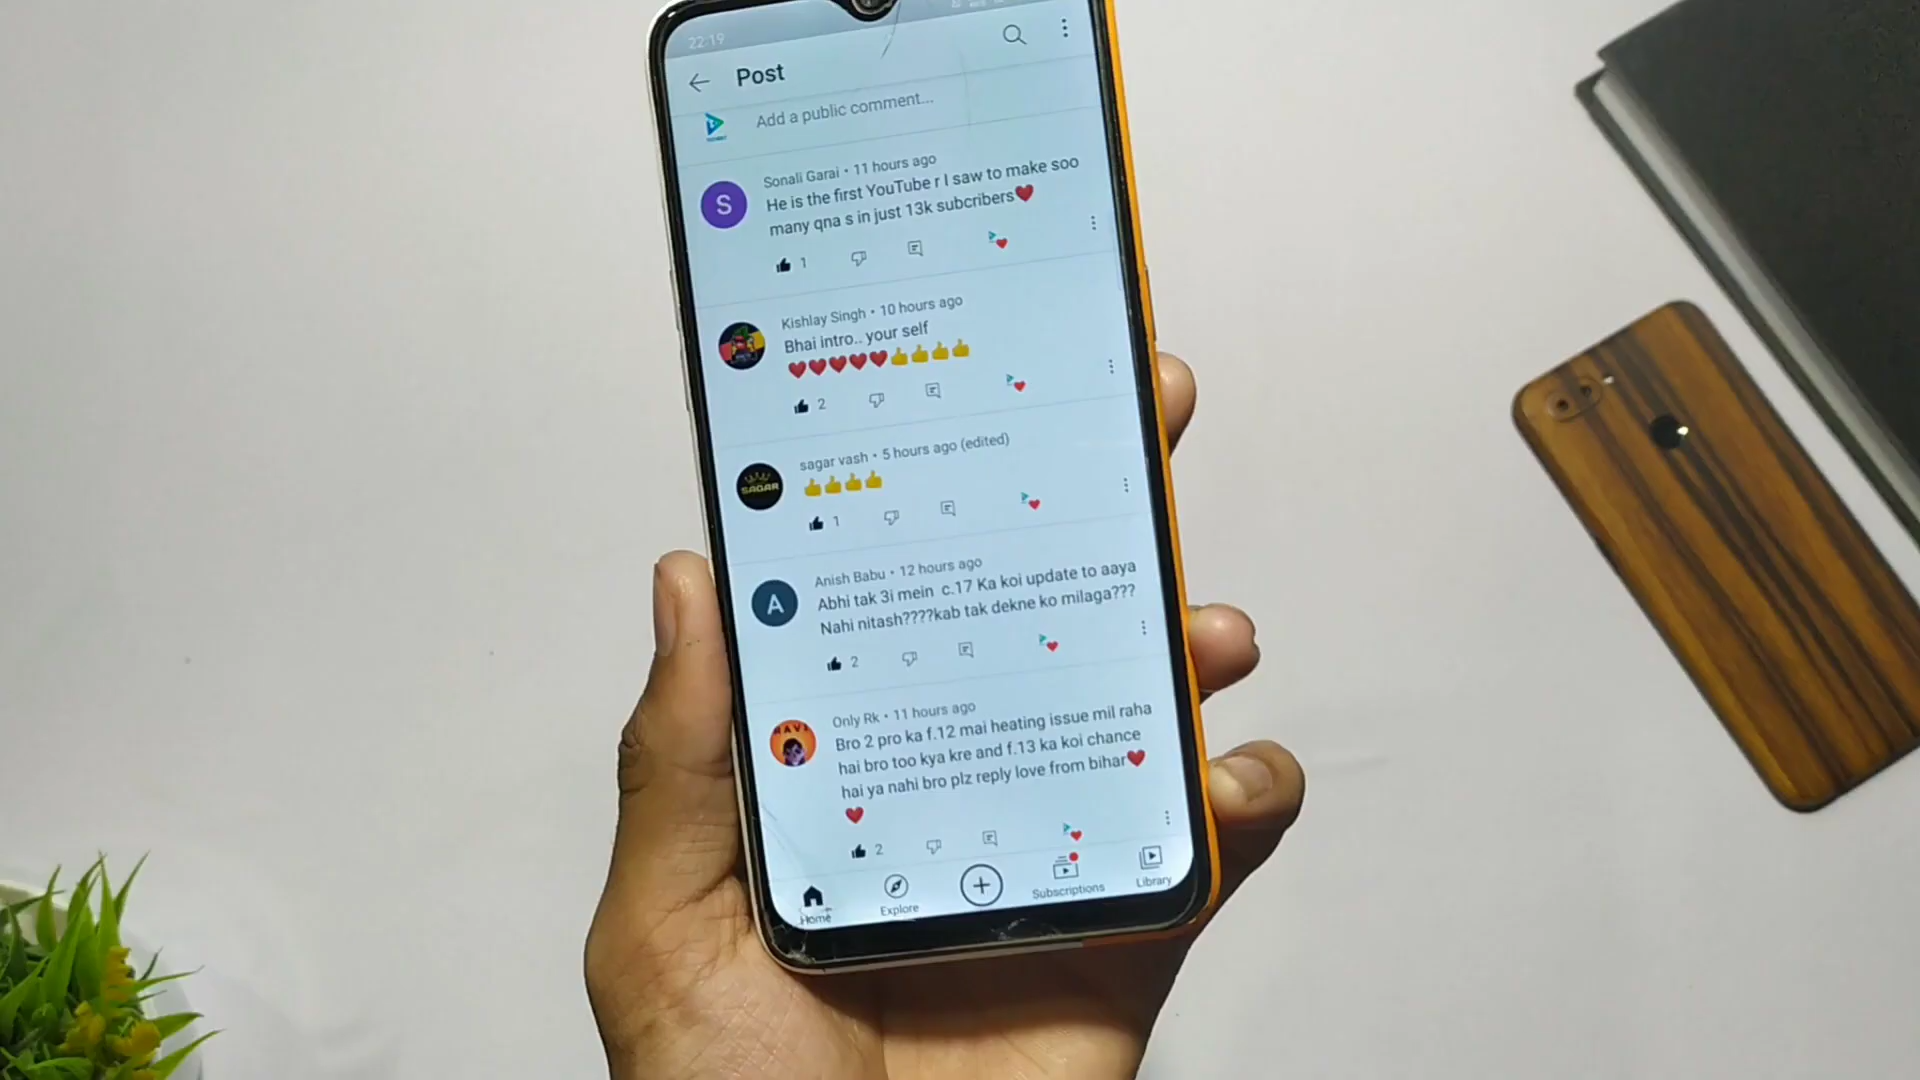 22:19
Post
Add a public comment...
Sonali Garai • 11 hours ago
S
He is the first YouTube r I saw to make soo
many qna s in just 13k subcribers❤️
1
Kishlay Singh • 10 hours ago
Bhai intro.. your self
❤️❤️❤️❤️❤️👍👍👍👍
2
sagar vash • 5 hours ago (edited)
SAGAR
👍👍👍👍
1
Anish Babu • 12 hours ago
A
Abhi tak 3i mein c.17 Ka koi update to aaya
Nahi nitash????kab tak dekne ko milaga???
2
Only Rk • 11 hours ago
RAVI
Bro 2 pro ka f.12 mai heating issue mil raha
hai bro too kya kre and f.13 ka koi chance
hai ya nahi bro plz reply love from bihar❤️
❤️
2
Home
Explore
Subscriptions
Library